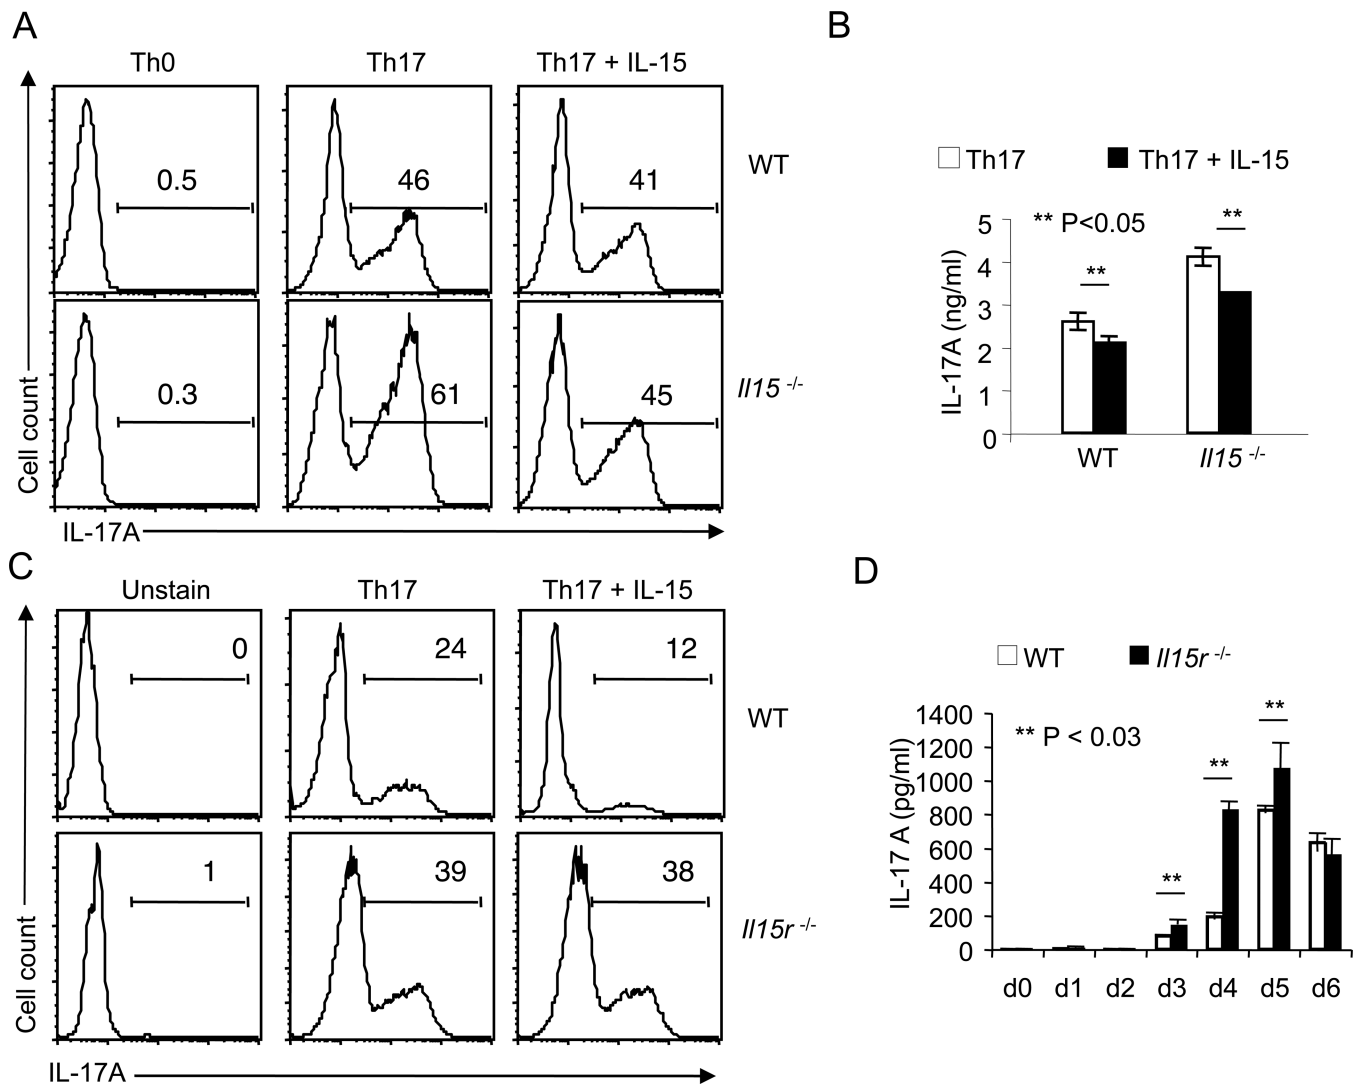 A
Th0 Th17 Th17 + IL-15
0.5 46 41 WT
0.3 61 45 Il15 -/-
Cell count
IL-17A
B
Th17 Th17 + IL-15
** P<0.05
** **
5
4
3
2
1
0
IL-17A (ng/ml)
WT Il15 -/-
C
Unstain Th17 Th17 + IL-15
0 24 12 WT
1 39 38 Il15r -/-
Cell count
IL-17A
D
WT Il15r -/-
** P < 0.03
** ** **
1400
1200
1000
800
600
400
200
0
IL-17 A (pg/ml)
d0 d1 d2 d3 d4 d5 d6